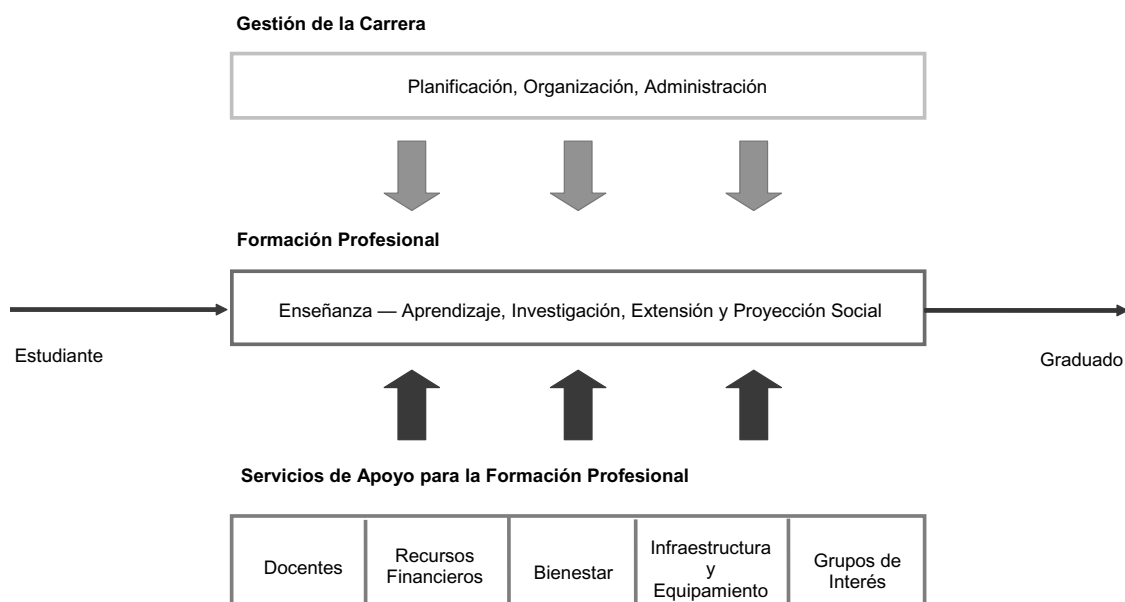 Gestión de la Carrera
Planificación, Organización, Administración
Formación Profesional
Enseñanza — Aprendizaje, Investigación, Extensión y Proyección Social
Estudiante
Graduado
Servicios de Apoyo para la Formación Profesional
Docentes
Recursos
Financieros
Bienestar
Infraestructura
y
Equipamiento
Grupos de
Interés